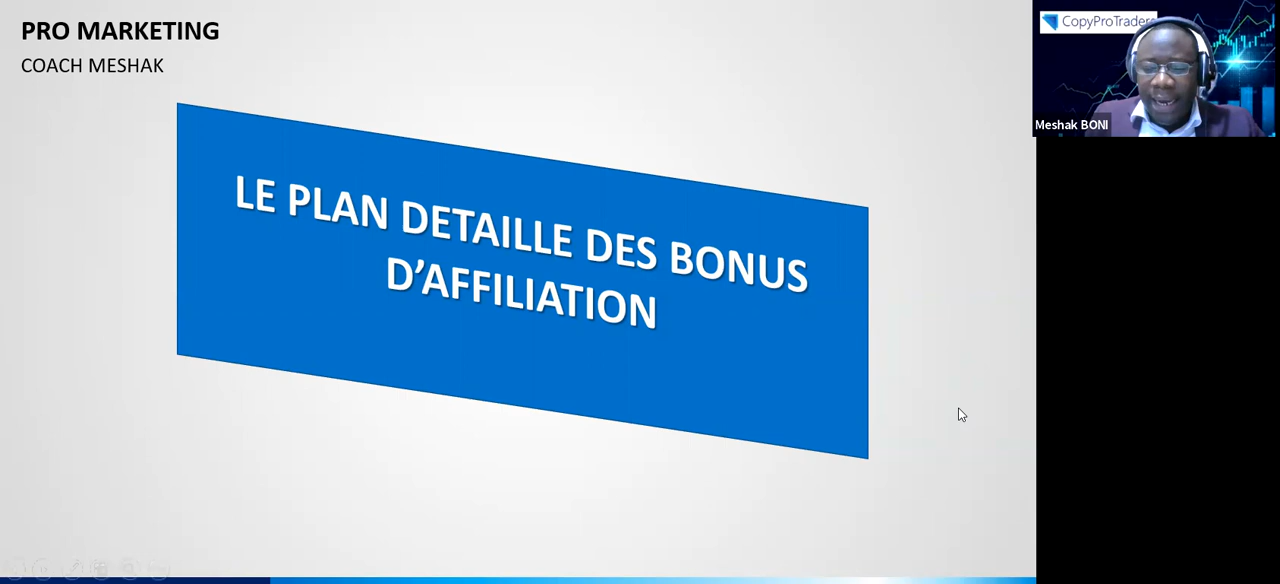 PRO MARKETING
COACH MESHAK
LE PLAN DETAILLE DES BONUS
D'AFFILIATION
CopyProTraders
Meshak BONI